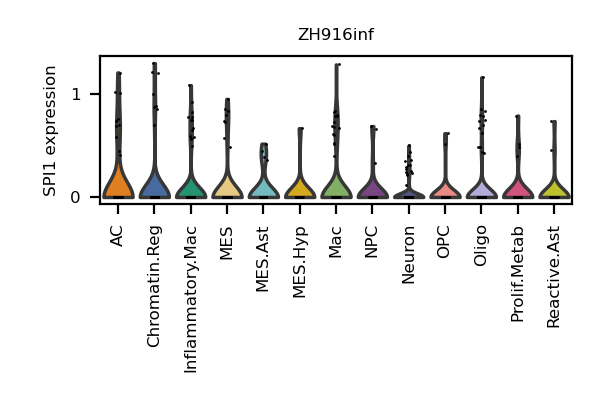 ZH916inf
SPI1 expression
1
0
AC
Chromatin.Reg
Inflammatory.Mac
MES
MES.Ast
MES.Hyp
Mac
NPC
Neuron
OPC
Oligo
Prolif.Metab
Reactive.Ast